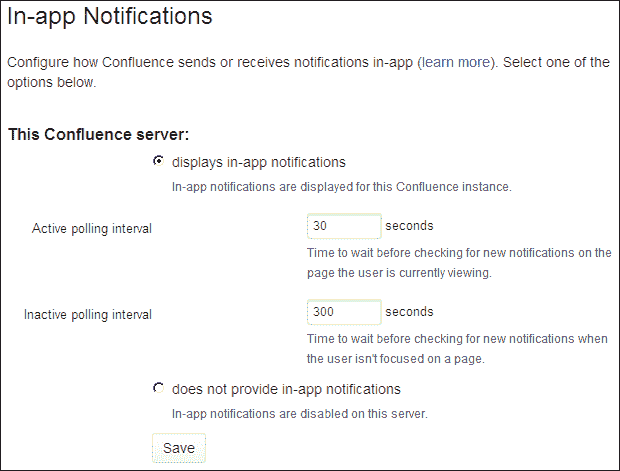 In-app Notifications
Configure how Confluence sends or receives notifications in-app (learn more). Select one of the
options below.
This Confluence server:
displays in-app notifications
In-app notifications are displayed for this Confluence instance.
Active polling interval 30 seconds
Time to wait before checking for new notifications on the
page the user is currently viewing.
Inactive polling interval 300 seconds
Time to wait before checking for new notifications when
the user isn't focused on a page.
does not provide in-app notifications
In-app notifications are disabled on this server.
Save